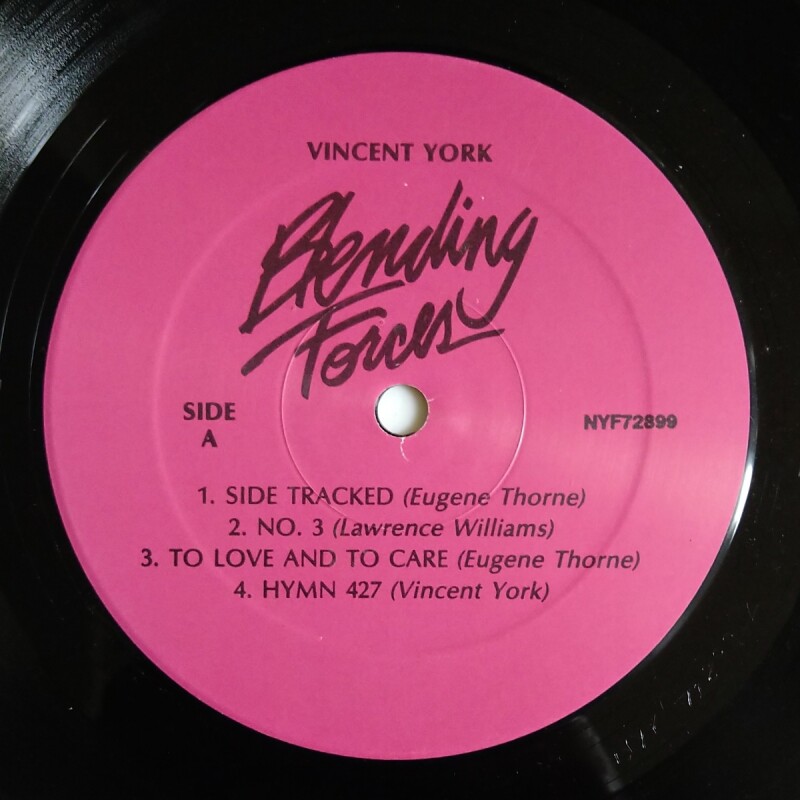 VINCENT YORK
Blending
Forces
SIDE
A
NYF72899
1. SIDE TRACKED (Eugene Thorne)
2. NO. 3 (Lawrence Williams)
3. TO LOVE AND TO CARE (Eugene Thorne)
4. HYMN 427 (Vincent York)